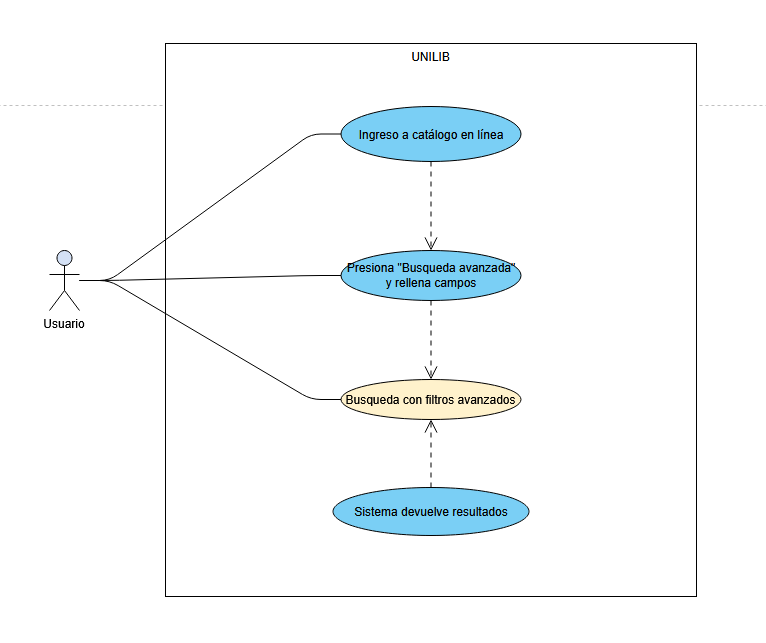 UNILIB
Ingreso a catálogo en línea
Presiona "Busqueda avanzada"
y rellena campos
Usuario
Busqueda con filtros avanzados
Sistema devuelve resultados